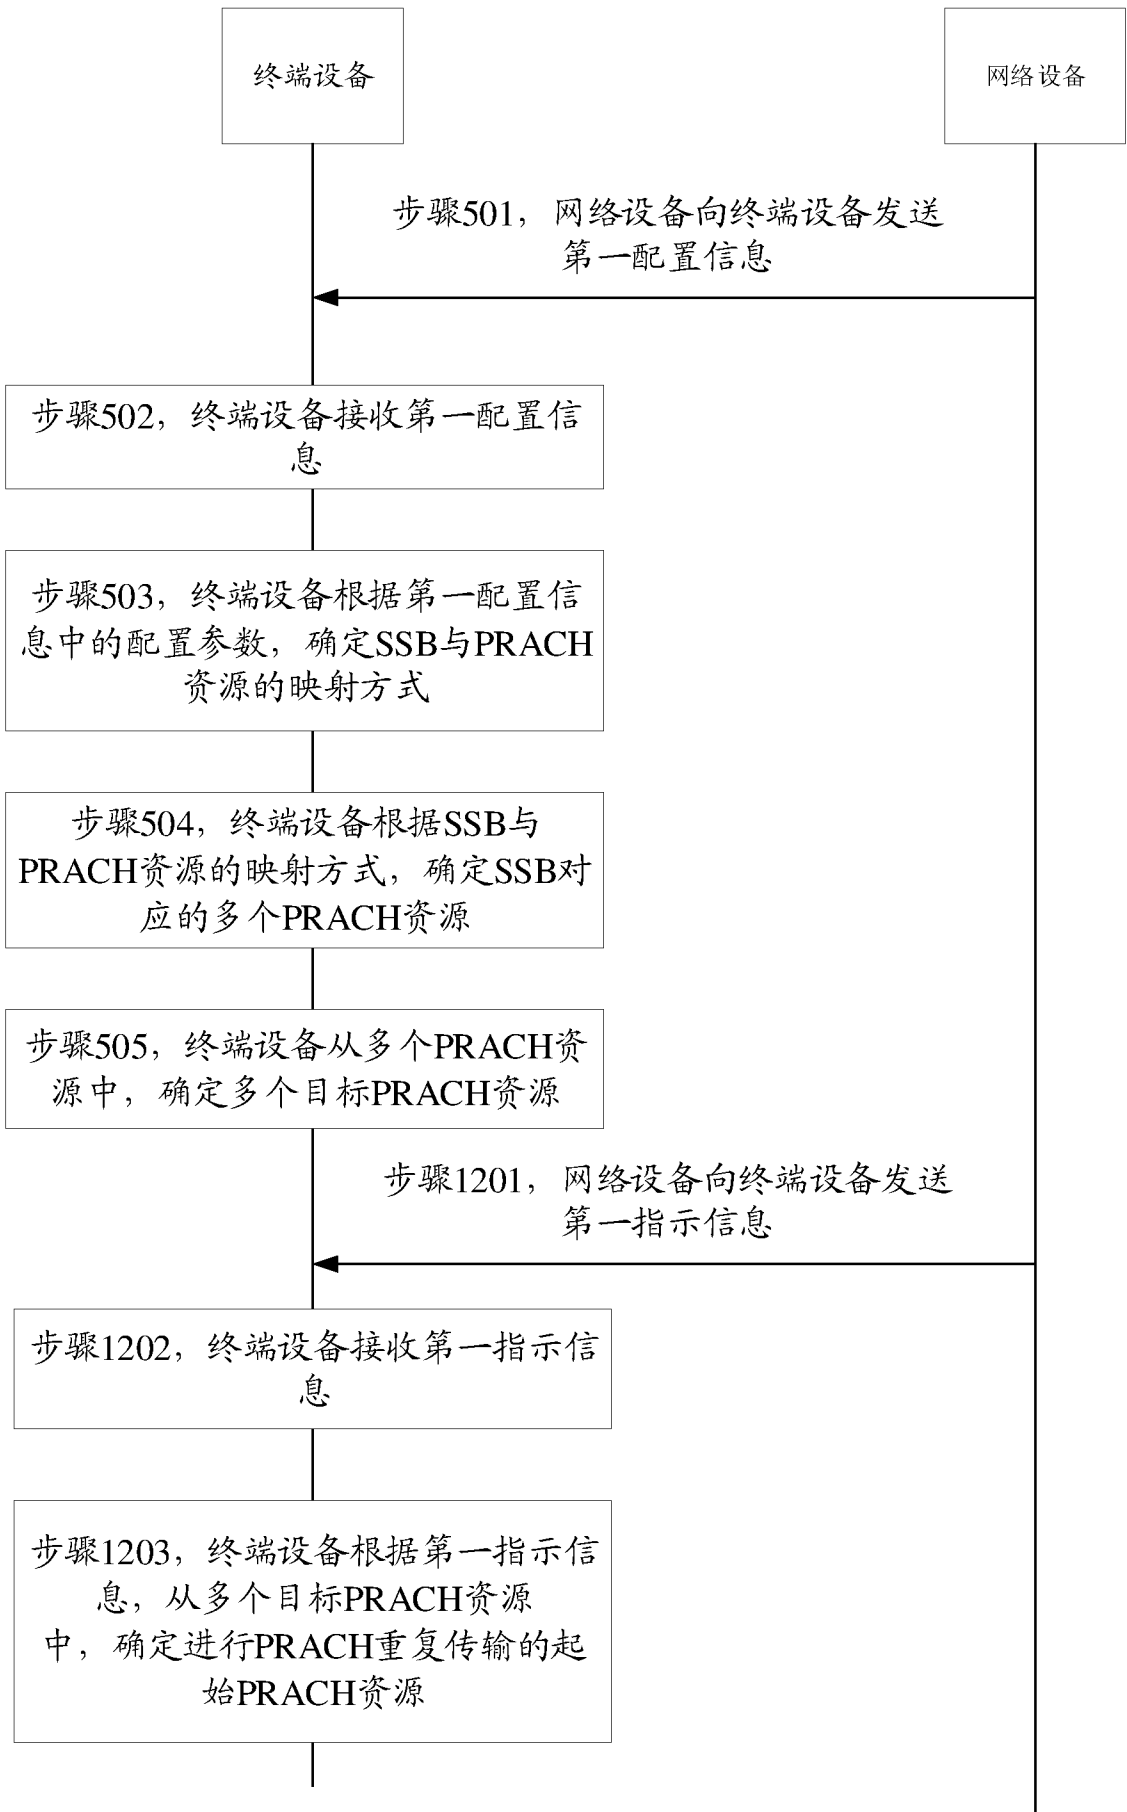 终端设备
网络设备
步骤501，网络设备向终端设备发送
第一配置信息
步骤502，终端设备接收第一配置信
息
步骤503，终端设备根据第一配置信
息中的配置参数，确定SSB与PRACH
资源的映射方式
步骤504，终端设备根据SSB与
PRACH资源的映射方式，确定SSB对
应的多个PRACH资源
步骤505，终端设备从多个PRACH资
源中，确定多个目标PRACH资源
步骤1201，网络设备向终端设备发送
第一指示信息
步骤1202，终端设备接收第一指示信
息
步骤1203，终端设备根据第一指示信
息，从多个目标PRACH资源
中，确定进行PRACH重复传输的起
始PRACH资源